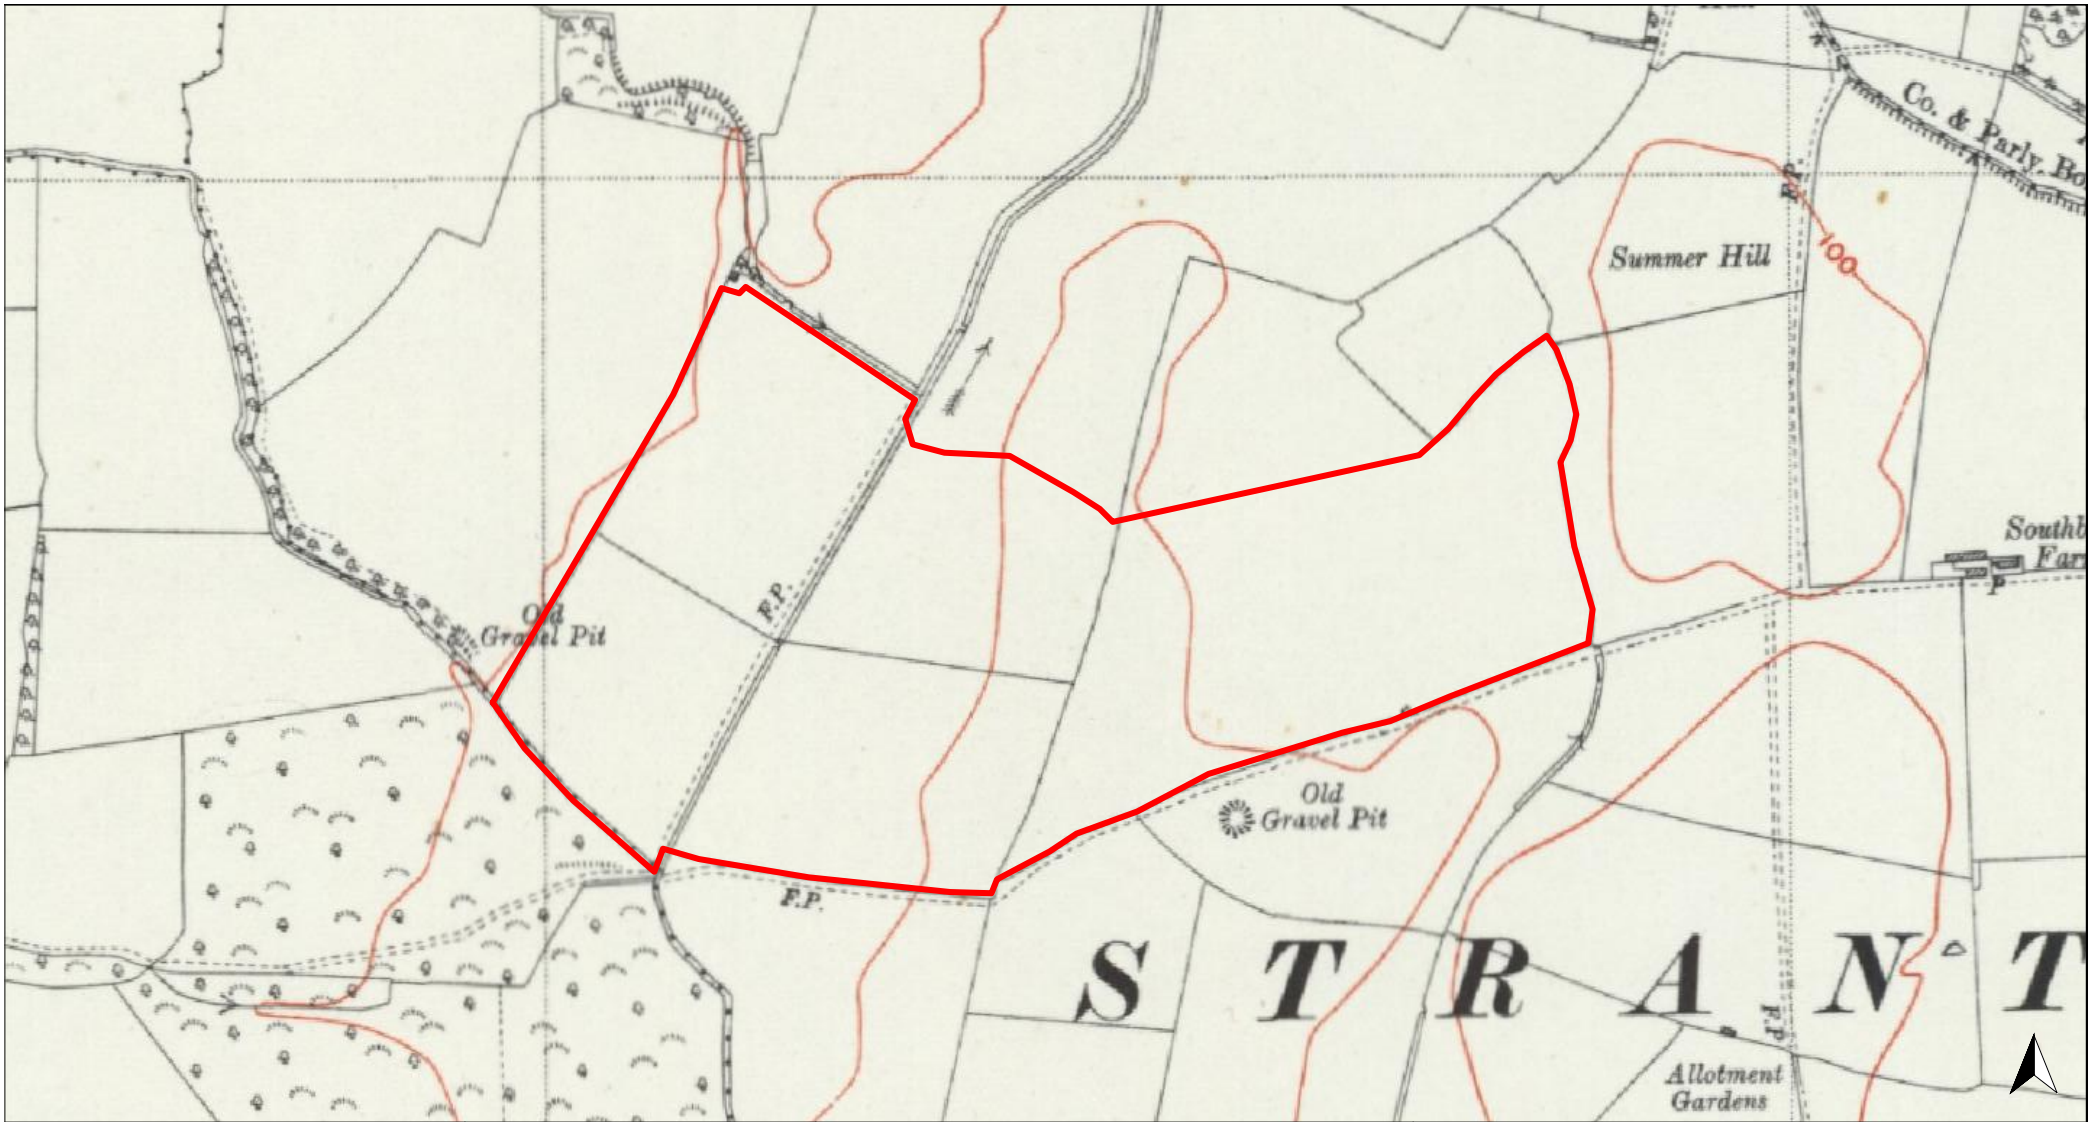 Co. & Parly. Bo
F.P.
Summer Hill
100
Southb
Far
F.P.
Old
Gravel Pit
P
Old
Gravel Pit
F.P.
S T R A N T
F.P.
Allotment
Gardens